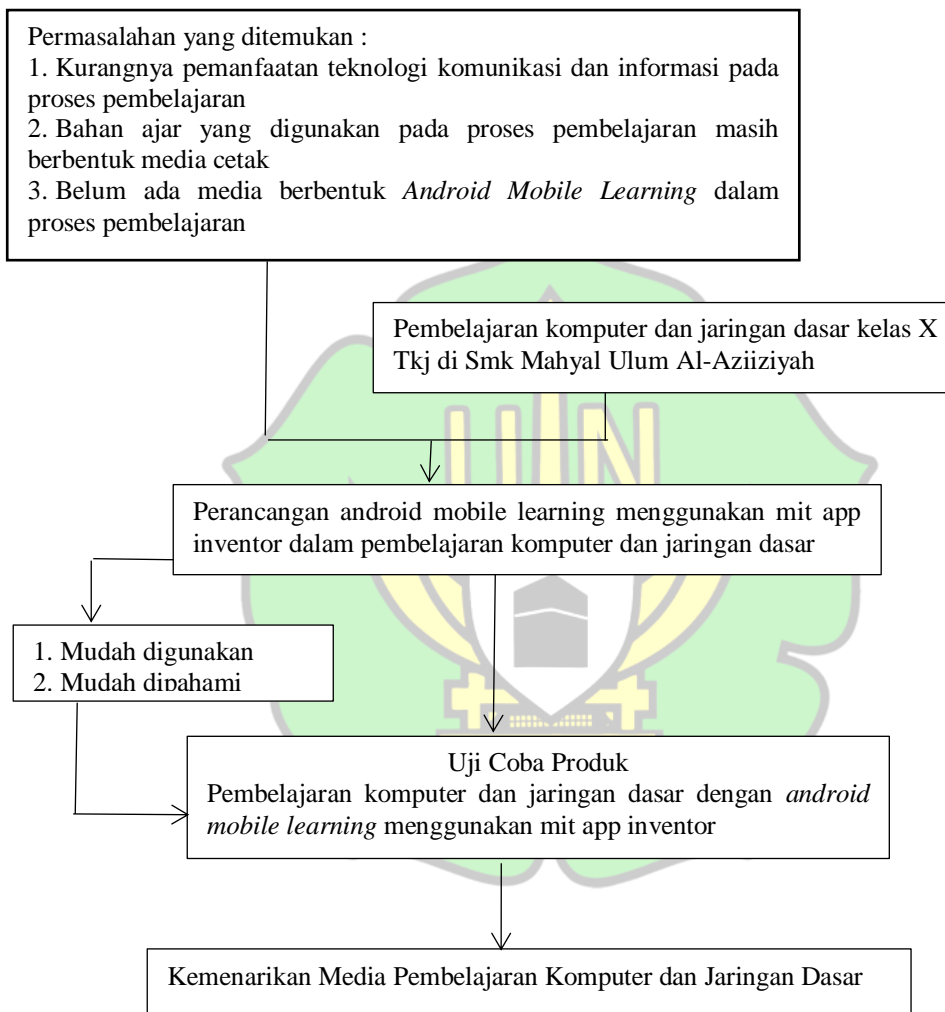 Permasalahan yang ditemukan :
1. Kurangnya pemanfaatan teknologi komunikasi dan informasi pada
proses pembelajaran
2. Bahan ajar yang digunakan pada proses pembelajaran masih
berbentuk media cetak
3. Belum ada media berbentuk Android Mobile Learning dalam
proses pembelajaran
Pembelajaran komputer dan jaringan dasar kelas X
Tkj di Smk Mahyal Ulum Al-Aziiziyah
UIN
Perancangan android mobile learning menggunakan mit app
inventor dalam pembelajaran komputer dan jaringan dasar
1. Mudah digunakan
2. Mudah dipahami
Uji Coba Produk
Pembelajaran komputer dan jaringan dasar dengan android
mobile learning menggunakan mit app inventor
Kemenarikan Media Pembelajaran Komputer dan Jaringan Dasar